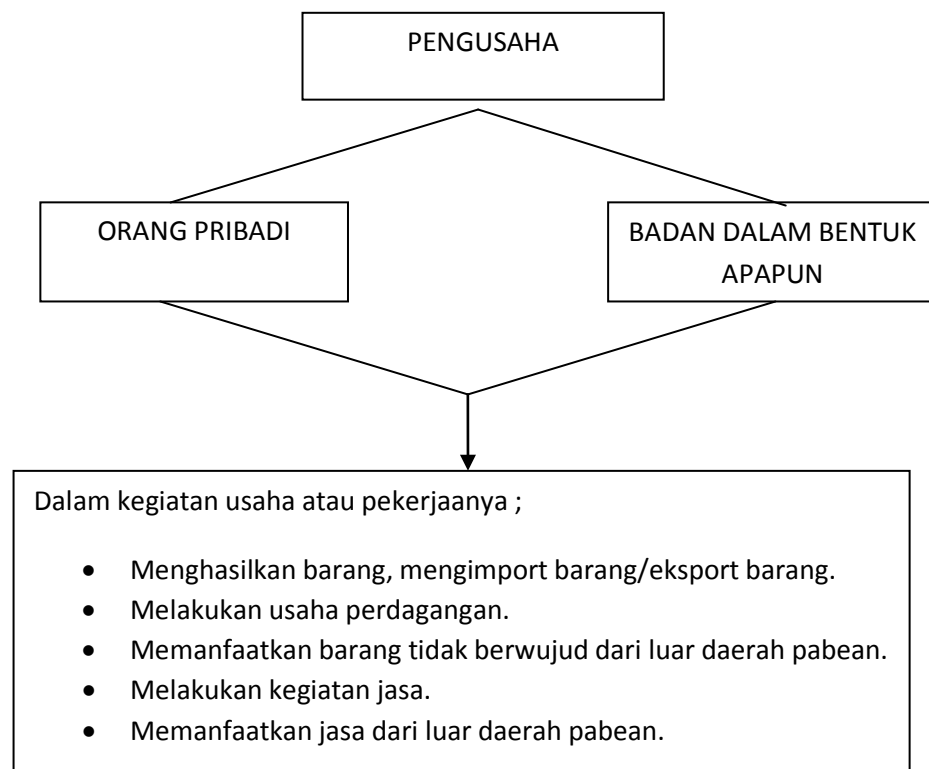 PENGUSAHA
ORANG PRIBADI
BADAN DALAM BENTUK
APAPUN
Dalam kegiatan usaha atau pekerjaanya ;
• Menghasilkan barang, mengimport barang/eksport barang.
• Melakukan usaha perdagangan.
• Memanfaatkan barang tidak berwujud dari luar daerah pabean.
• Melakukan kegiatan jasa.
• Memanfaatkan jasa dari luar daerah pabean.